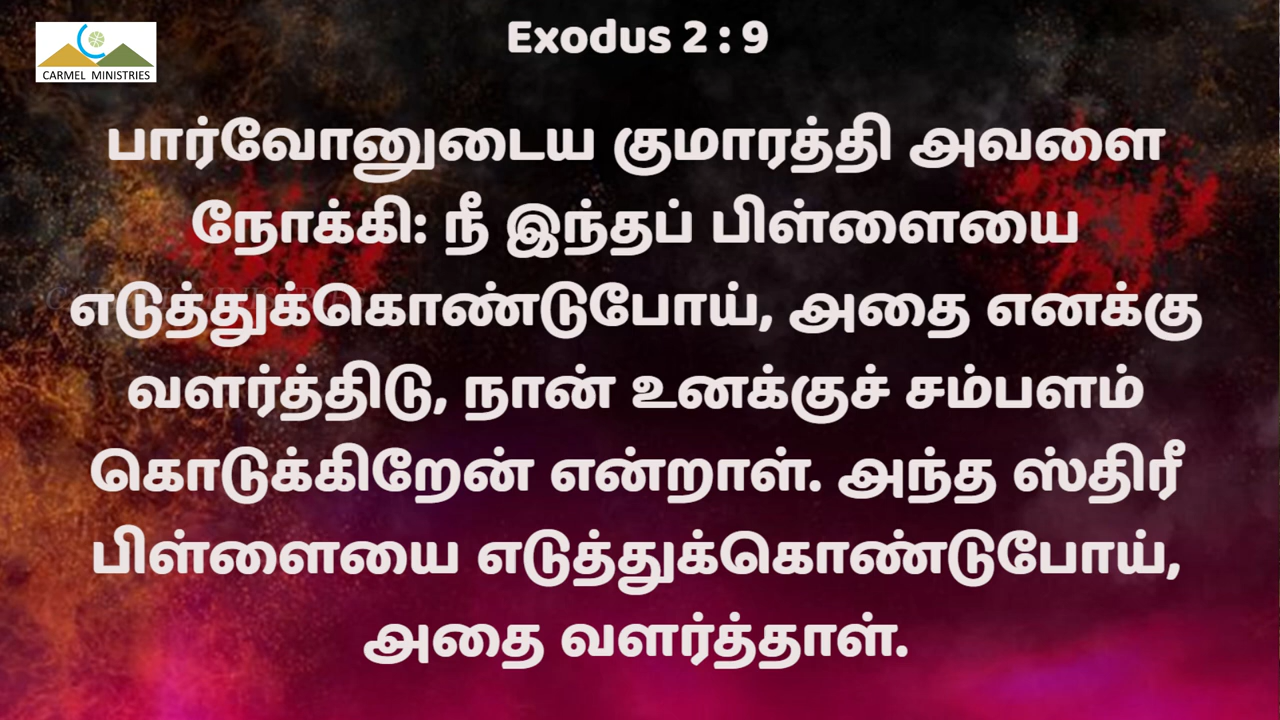 Exodus 2 : 9
CARMEL MINISTRIES
பார்வோனுடைய குமாரத்தி அவளை
நோக்கி: நீ இந்தப் பிள்ளையை
எடுத்துக்கொண்டுபோய், அதை எனக்கு
வளர்த்திடு, நான் உனக்குச் சம்பளம்
கொடுக்கிறேன் என்றாள். அந்த ஸ்திரீ
பிள்ளையை எடுத்துக்கொண்டுபோய்,
அதை வளர்த்தாள்.